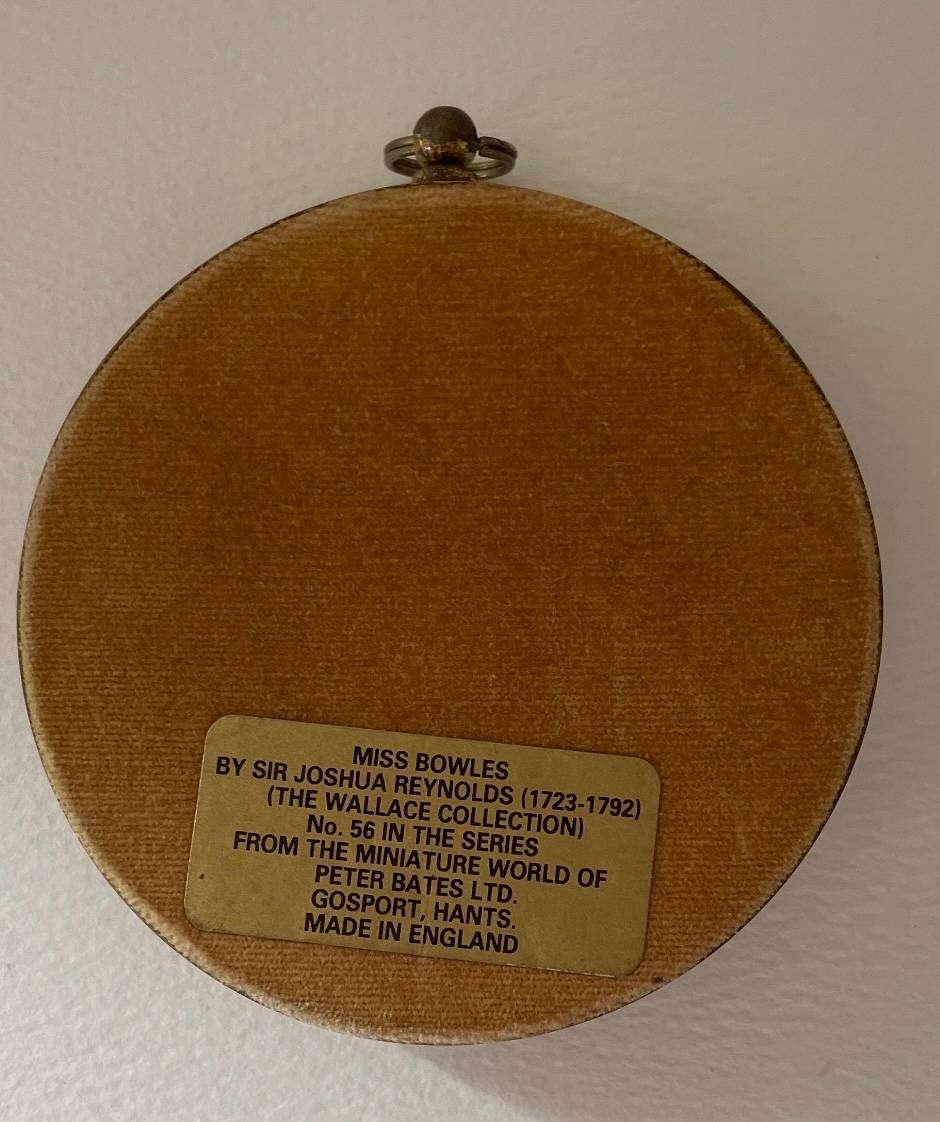 MISS BOWLES
BY SIR JOSHUA REYNOLDS (1723-1792)
(THE WALLACE COLLECTION)
No. 56 IN THE SERIES
FROM THE MINIATURE WORLD OF
PETER BATES LTD.
GOSPORT, HANTS.
MADE IN ENGLAND